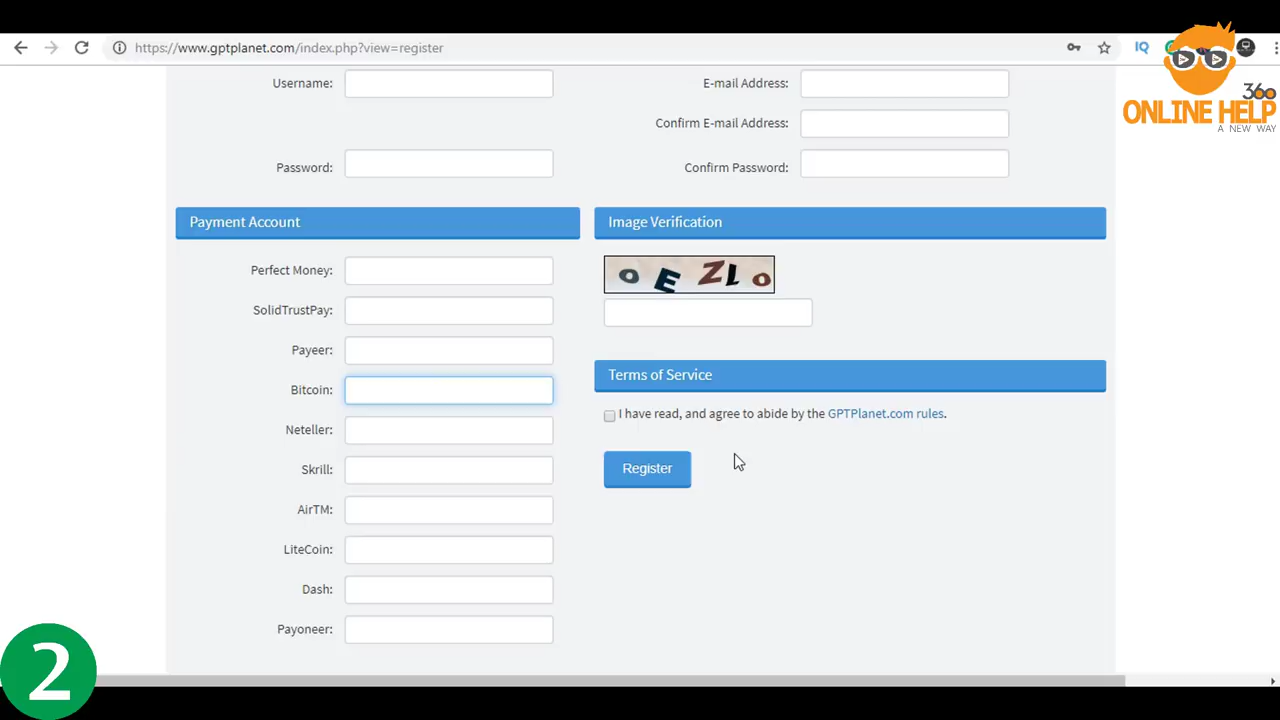 https://www.gptplanet.com/index.php?view=register
IQ
360
ONLINE HELP
A NEW WAY
Username:
E-mail Address:
Confirm E-mail Address:
Password:
Confirm Password:
Payment Account
Image Verification
Perfect Money:
o E Z L o
SolidTrustPay:
Payeer:
Terms of Service
Bitcoin:
I have read, and agree to abide by the GPTPlanet.com rules.
Neteller:
Skrill:
Register
AirTM:
LiteCoin:
Dash:
Payoneer:
2